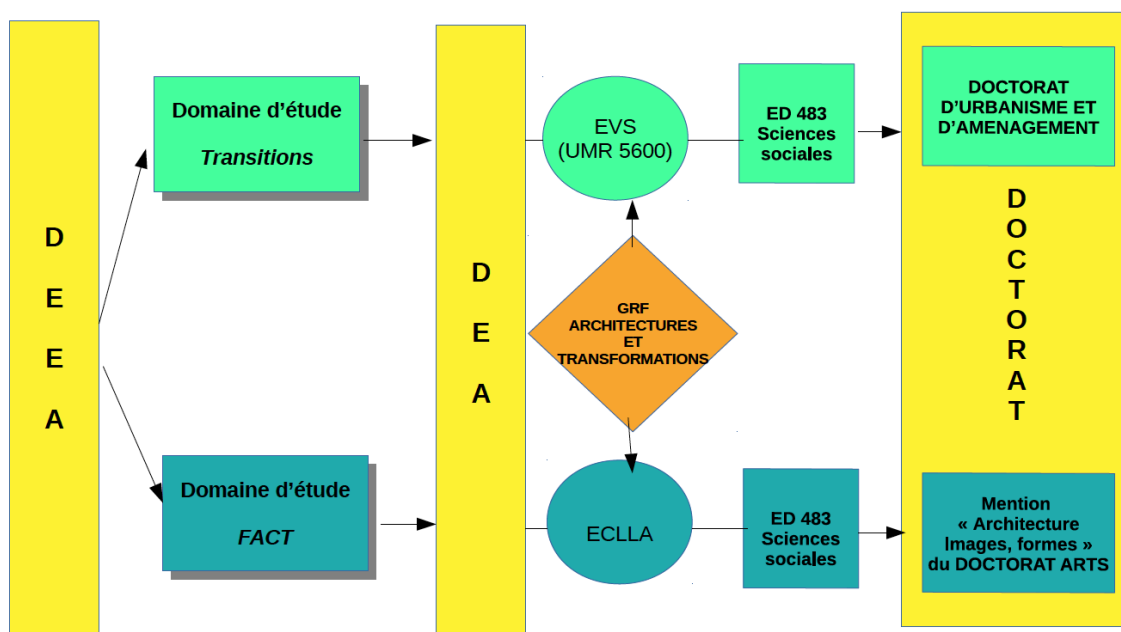 D
E
E
A
Domaine d’étude
Transitions
Domaine d’étude
FACT
D
E
A
EVS
(UMR 5600)
GRF
ARCHITECTURES
ET
TRANSFORMATIONS
ECLLA
ED 483
Sciences
sociales
ED 483
Sciences
sociales
DOCTORAT
D’URBANISME ET
D’AMENAGEMENT
D
O
C
T
O
R
A
T
Mention
« Architecture
Images, formes »
du DOCTORAT ARTS